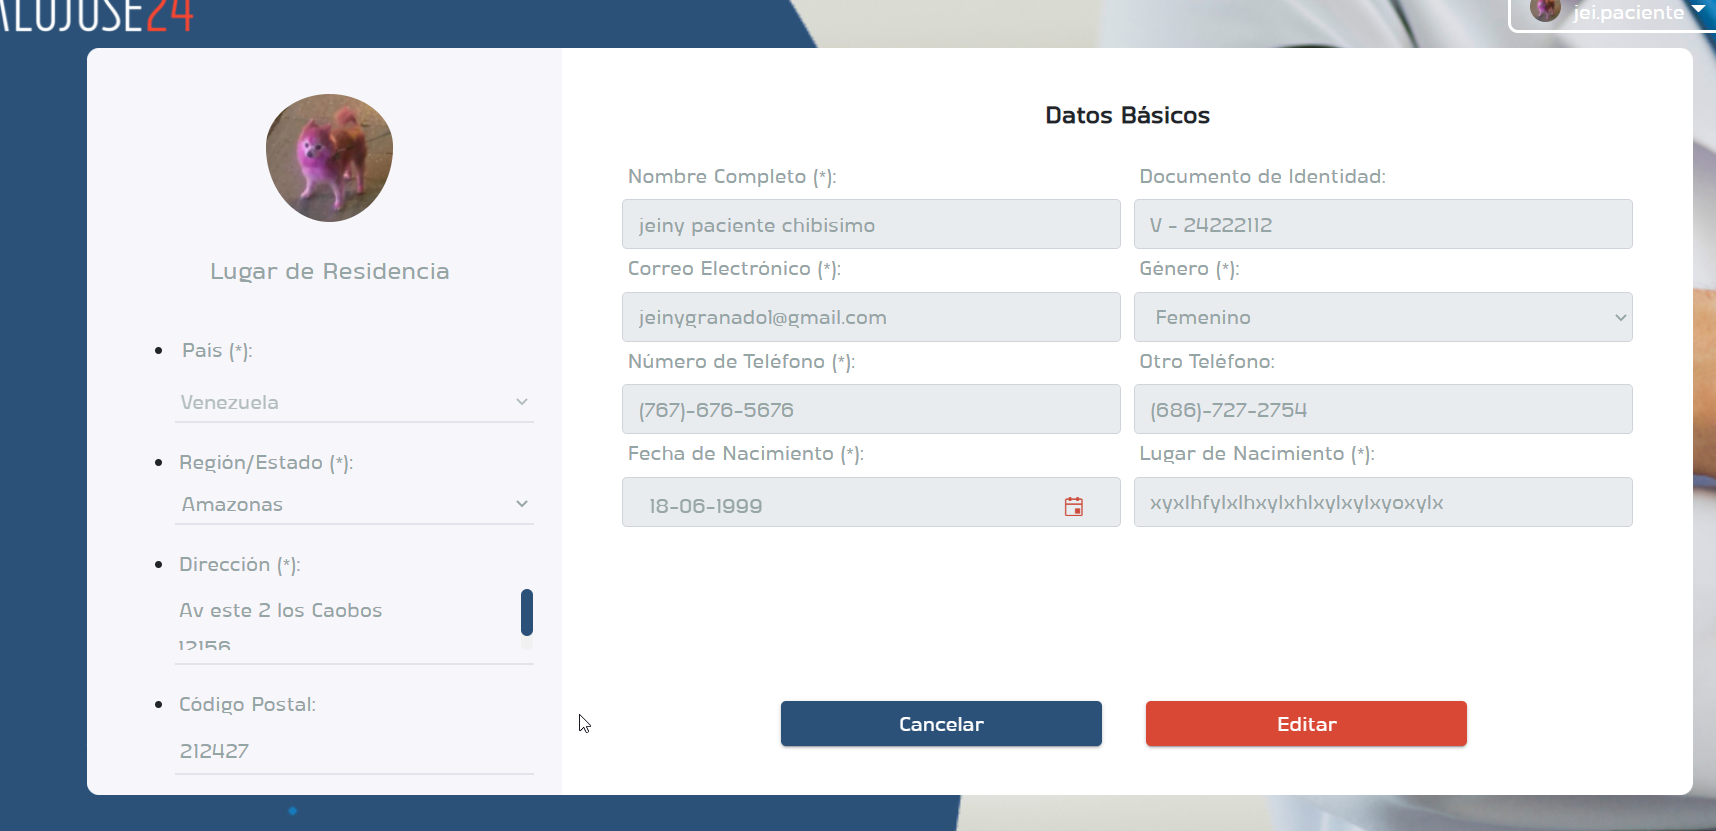 24
jei.paciente
Lugar de Residencia
País (*):
Venezuela
Región/Estado (*):
Amazonas
Dirección (*):
Av este 2 los Caobos
12156
Código Postal:
212427
Datos Básicos
Nombre Completo (*):
Documento de Identidad:
jeiny paciente chibisimo
V - 24222112
Correo Electrónico (*):
Género (*):
jeinygranado1@gmail.com
Femenino
Número de Teléfono (*):
Otro Teléfono:
(767)-676-5676
(686)-727-2754
Fecha de Nacimiento (*):
Lugar de Nacimiento (*):
18-06-1999
xyxlhfylxlhxylxhlxylxylxyoxylx
Cancelar
Editar